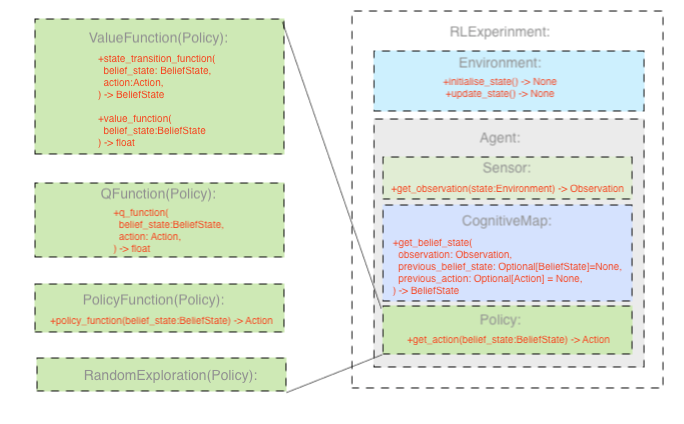 ValueFunction(Policy):
+state_transition_function(
belief_state: BeliefState,
action:Action,
) -> BeliefState
+value_function(
belief_state:BeliefState
) -> float
QFunction(Policy):
+q_function(
belief_state:BeliefState,
action: Action,
) -> float
PolicyFunction(Policy):
+policy_function(belief_state:BeliefState) -> Action
RandomExploration(Policy):
RLExperinment:
Environment:
+initialise_state() -> None
+update_state() -> None
Agent:
Sensor:
+get_observation(state:Environment) -> Observation
CognitiveMap:
+get_belief_state(
observation: Observation,
previous_belief_state: Optional[BeliefState]=None,
previous_action: Optional[Action] = None,
) -> BeliefState
Policy:
+get_action(belief_state:BeliefState) -> Action